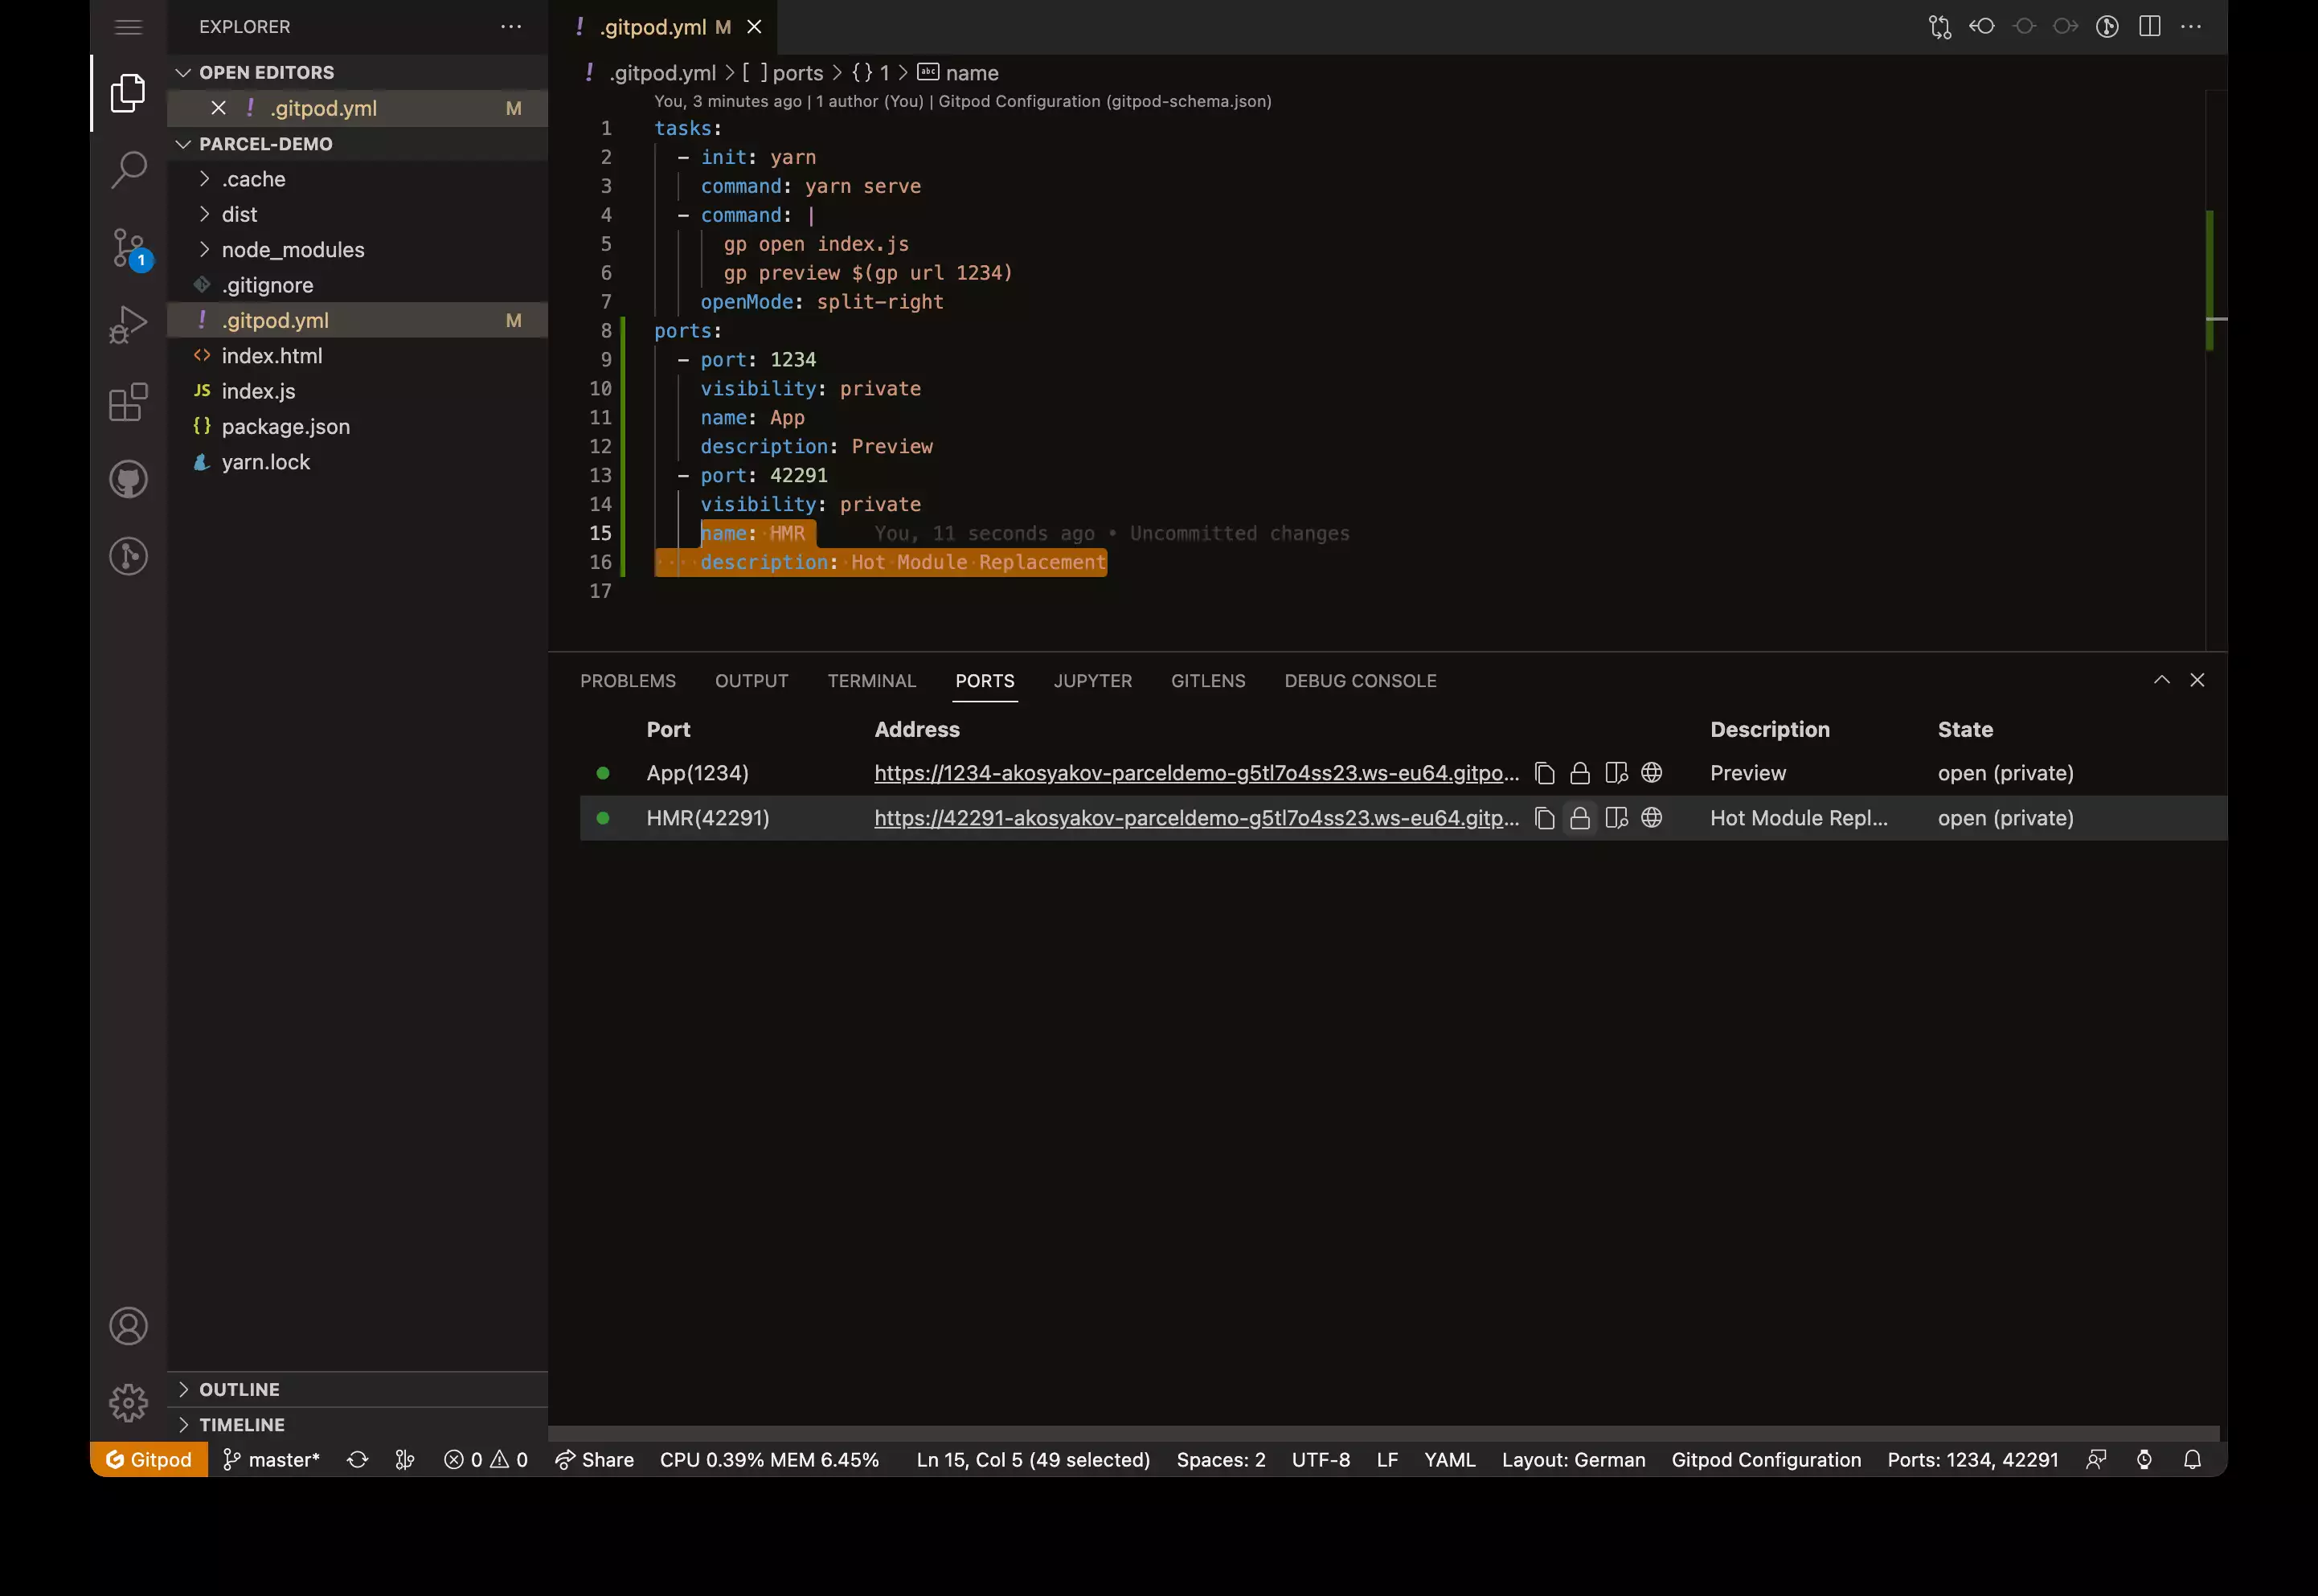 EXPLORER
OPEN EDITORS
.gitpod.yml M
PARCEL-DEMO
.cache
dist
node_modules
.gitignore
.gitpod.yml M
index.html
JS index.js
{} package.json
yarn.lock
OUTLINE
TIMELINE
1
.gitpod.yml M
.gitpod.yml > [ ] ports > {} 1 > abc name
You, 3 minutes ago | 1 author (You) | Gitpod Configuration (gitpod-schema.json)
1 tasks:
2 - init: yarn
3 command: yarn serve
4 - command: |
5 gp open index.js
6 gp preview $(gp url 1234)
7 openMode: split-right
8 ports:
9 - port: 1234
10 visibility: private
11 name: App
12 description: Preview
13 - port: 42291
14 visibility: private
15 name: HMR You, 11 seconds ago • Uncommitted changes
16 description: Hot Module Replacement
17
PROBLEMS OUTPUT TERMINAL PORTS JUPYTER GITLENS DEBUG CONSOLE
Port Address Description State
App(1234) https://1234-akosyakov-parceldemo-g5tl7o4ss23.ws-eu64.gitpo... Preview open (private)
HMR(42291) https://42291-akosyakov-parceldemo-g5tl7o4ss23.ws-eu64.gitp... Hot Module Repl... open (private)
Gitpod master* 0 0 Share CPU 0.39% MEM 6.45% Ln 15, Col 5 (49 selected) Spaces: 2 UTF-8 LF YAML Layout: German Gitpod Configuration Ports: 1234, 42291